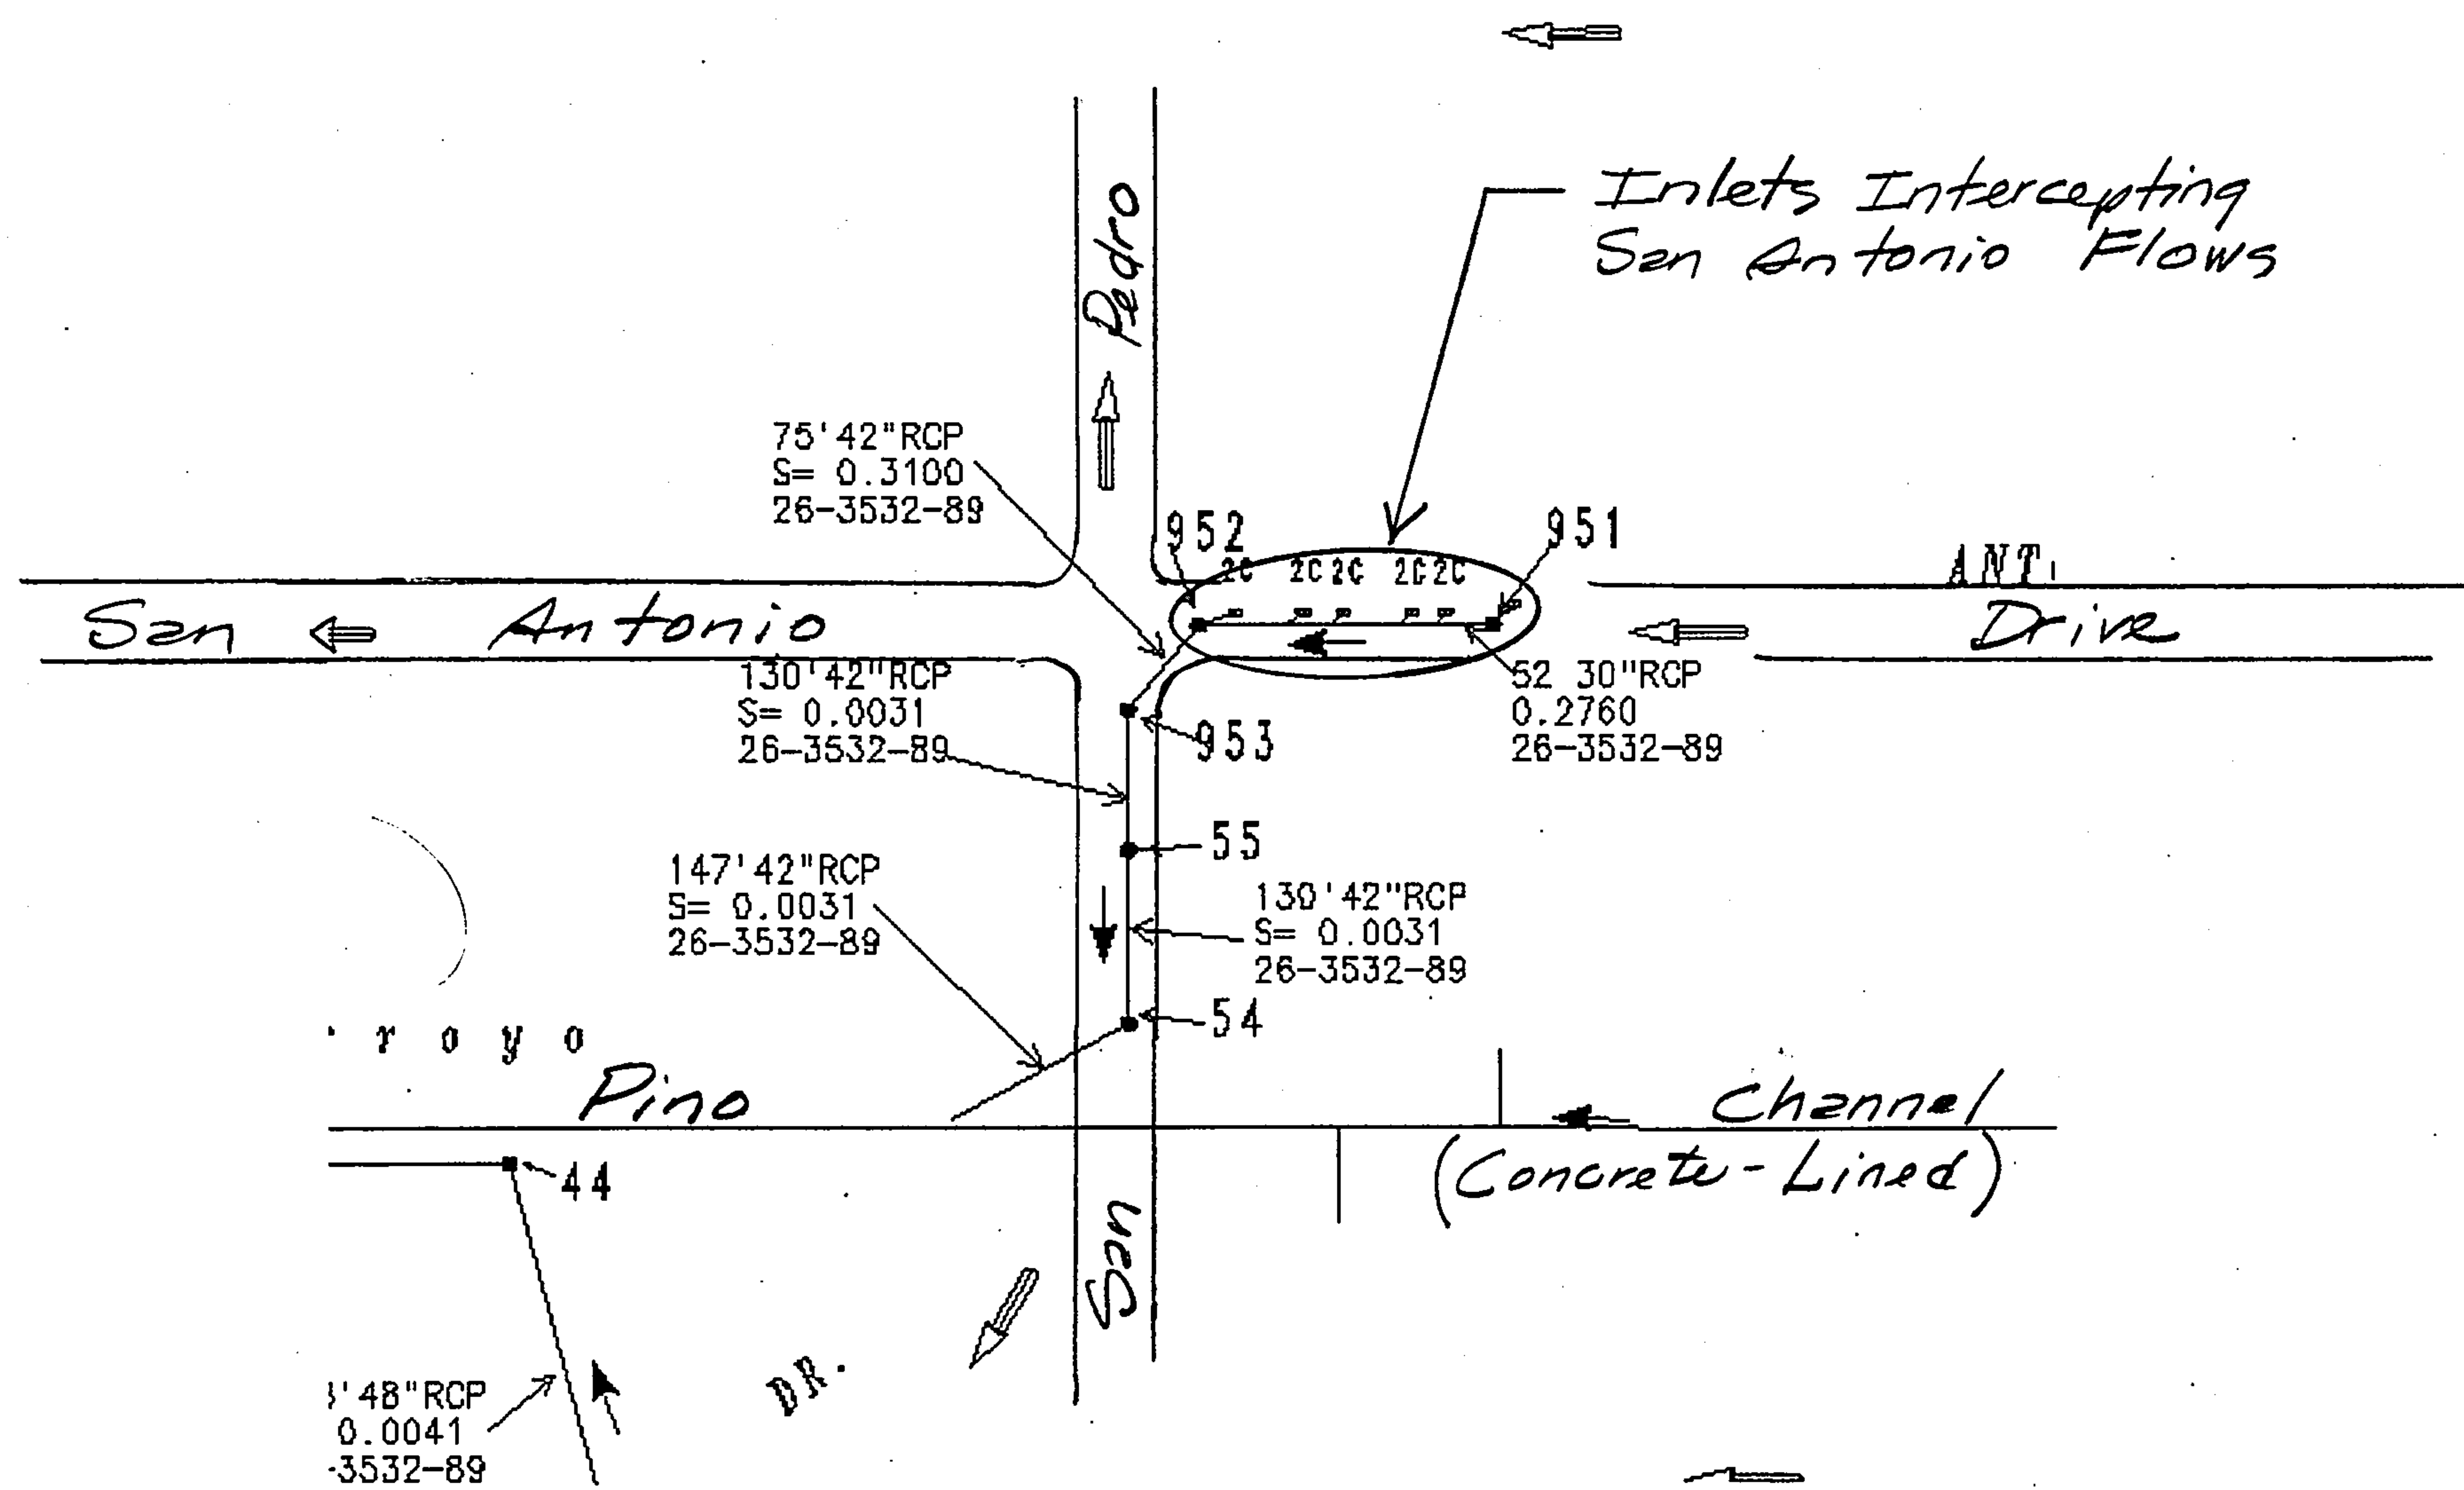 Inlets Intercepting
San Antonio Flows
Pedro
75'42"RCP
S= 0.3100
26-3532-89
952
951
2C 2C 2C 2C 2C
ANT.
San Antonio Drive
130'42"RCP
S= 0.0031
26-3532-89
52 30"RCP
0.2760
26-3532-89
953
55
147'42"RCP
S= 0.0031
26-3532-89
130'42"RCP
S= 0.0031
26-3532-89
54
royo
Pino Channel
(Concrete-Lined)
44
San
DR.
'48"RCP
0.0041
-3532-89